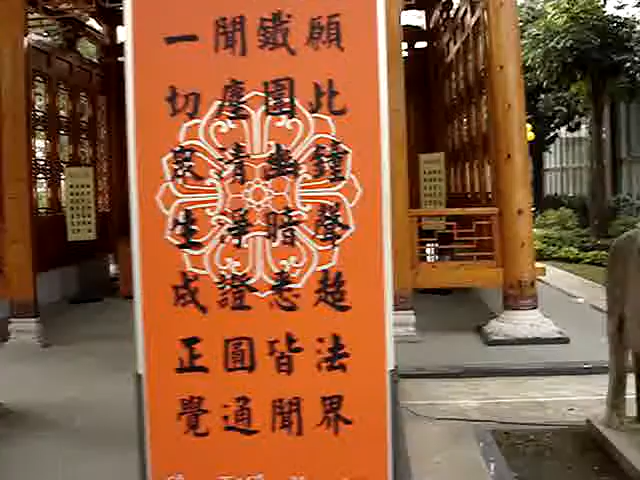 願此鐘聲超法界
鐵圍幽暗悉皆聞
聞塵清淨證圓通
一切眾生成正覺